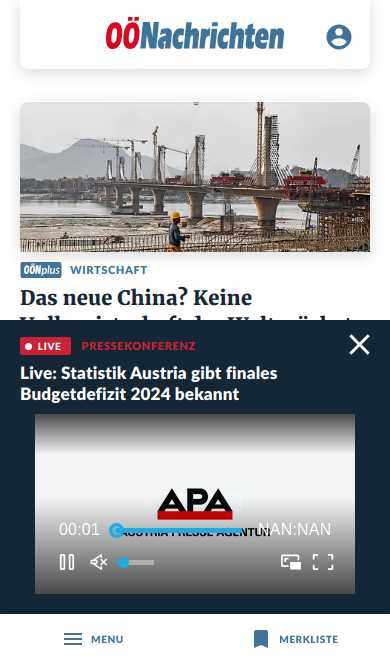 OÖNachrichten
OÖNplus WIRTSCHAFT
Das neue China? Keine
LIVE PRESSEKONFERENZ
Live: Statistik Austria gibt finales
Budgetdefizit 2024 bekannt
APA
00:01 NAN:NAN
AUSTRIA PRESSE AGENTUR
MENU MERKLISTE